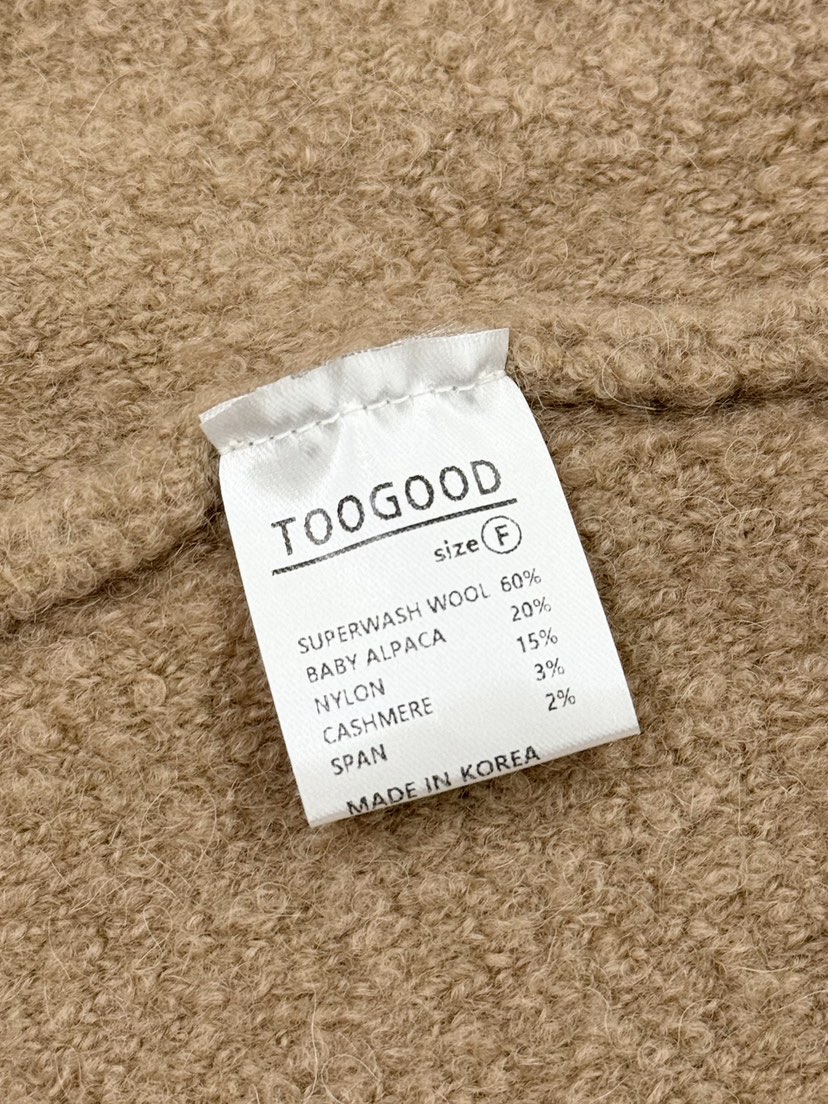 TOOGOOD
size F
SUPERWASH WOOL 60%
BABY ALPACA 20%
NYLON 15%
CASHMERE 3%
SPAN 2%
MADE IN KOREA